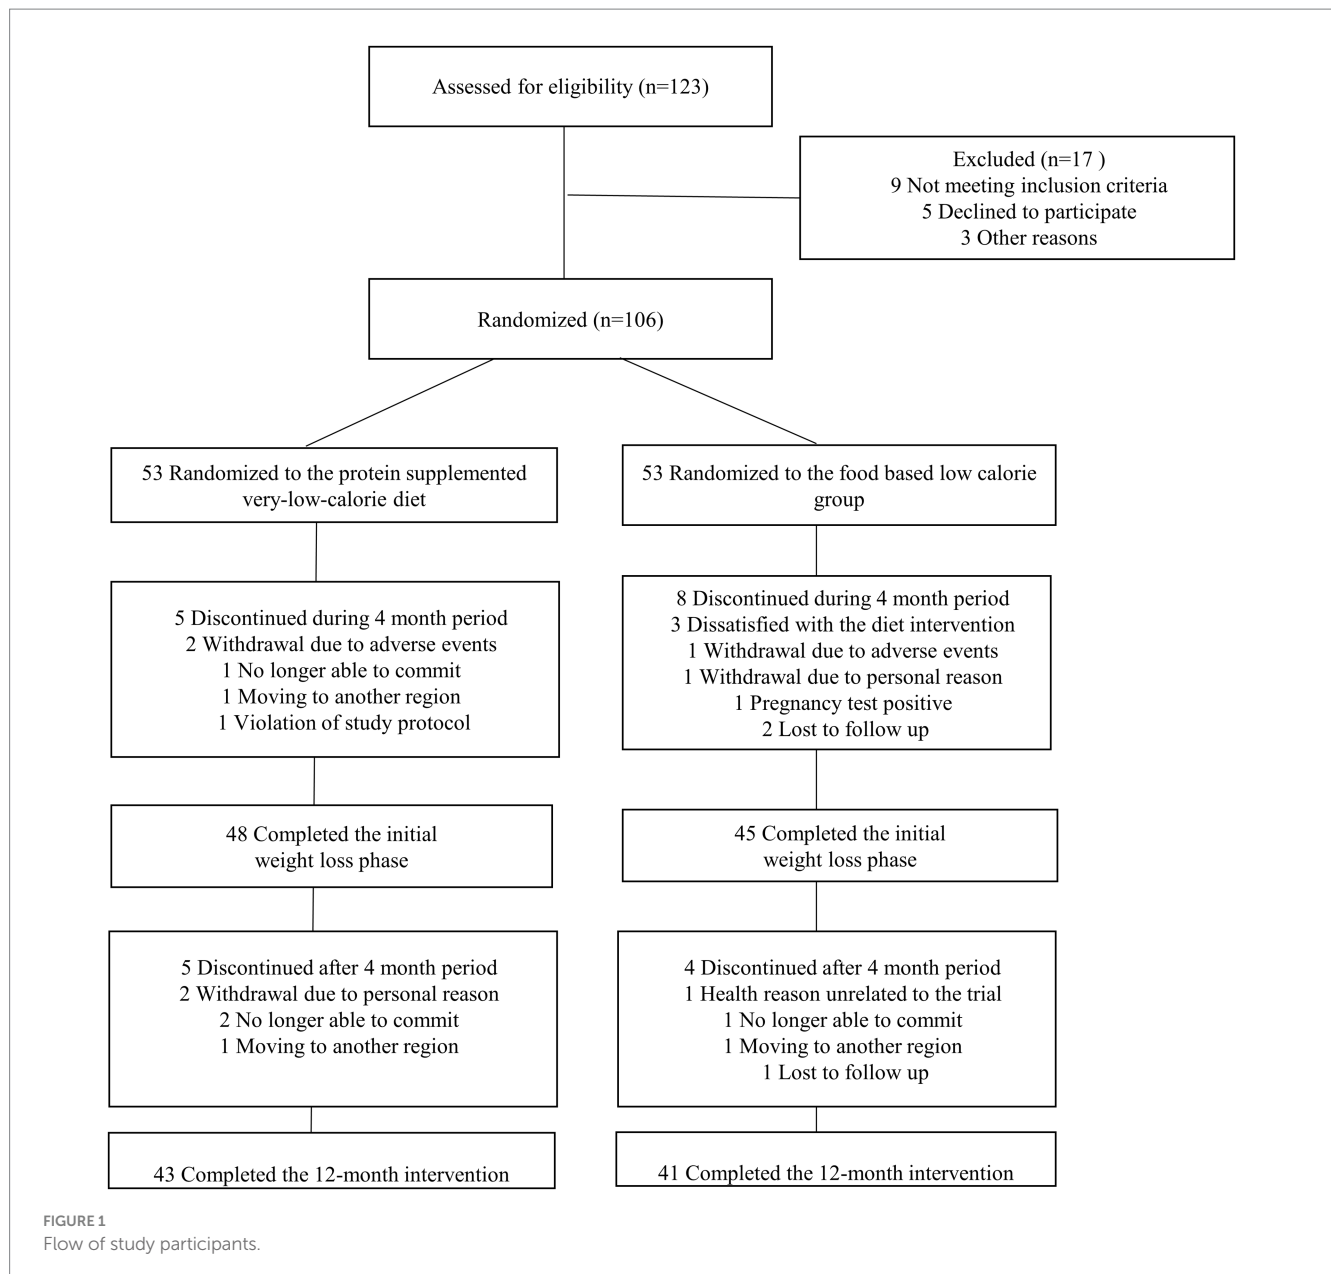 Assessed for eligibility (n=123)
Excluded (n=17 )
9 Not meeting inclusion criteria
5 Declined to participate
3 Other reasons
Randomized (n=106)
53 Randomized to the protein supplemented
very-low-calorie diet
53 Randomized to the food based low calorie
group
5 Discontinued during 4 month period
2 Withdrawal due to adverse events
1 No longer able to commit
1 Moving to another region
1 Violation of study protocol
8 Discontinued during 4 month period
3 Dissatisfied with the diet intervention
1 Withdrawal due to adverse events
1 Withdrawal due to personal reason
1 Pregnancy test positive
2 Lost to follow up
48 Completed the initial
weight loss phase
45 Completed the initial
weight loss phase
5 Discontinued after 4 month period
2 Withdrawal due to personal reason
2 No longer able to commit
1 Moving to another region
4 Discontinued after 4 month period
1 Health reason unrelated to the trial
1 No longer able to commit
1 Moving to another region
1 Lost to follow up
43 Completed the 12-month intervention
41 Completed the 12-month intervention
FIGURE 1
Flow of study participants.